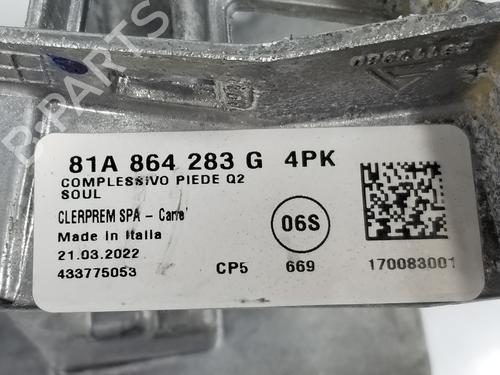 81A 864 283 G 4PK
COMPLESSIVO PIEDE Q2
SOUL
CLERPREM SPA - Carre'
Made in Italia
21.03.2022
433775053
CP5
06S
669
170083001
B-PARTS